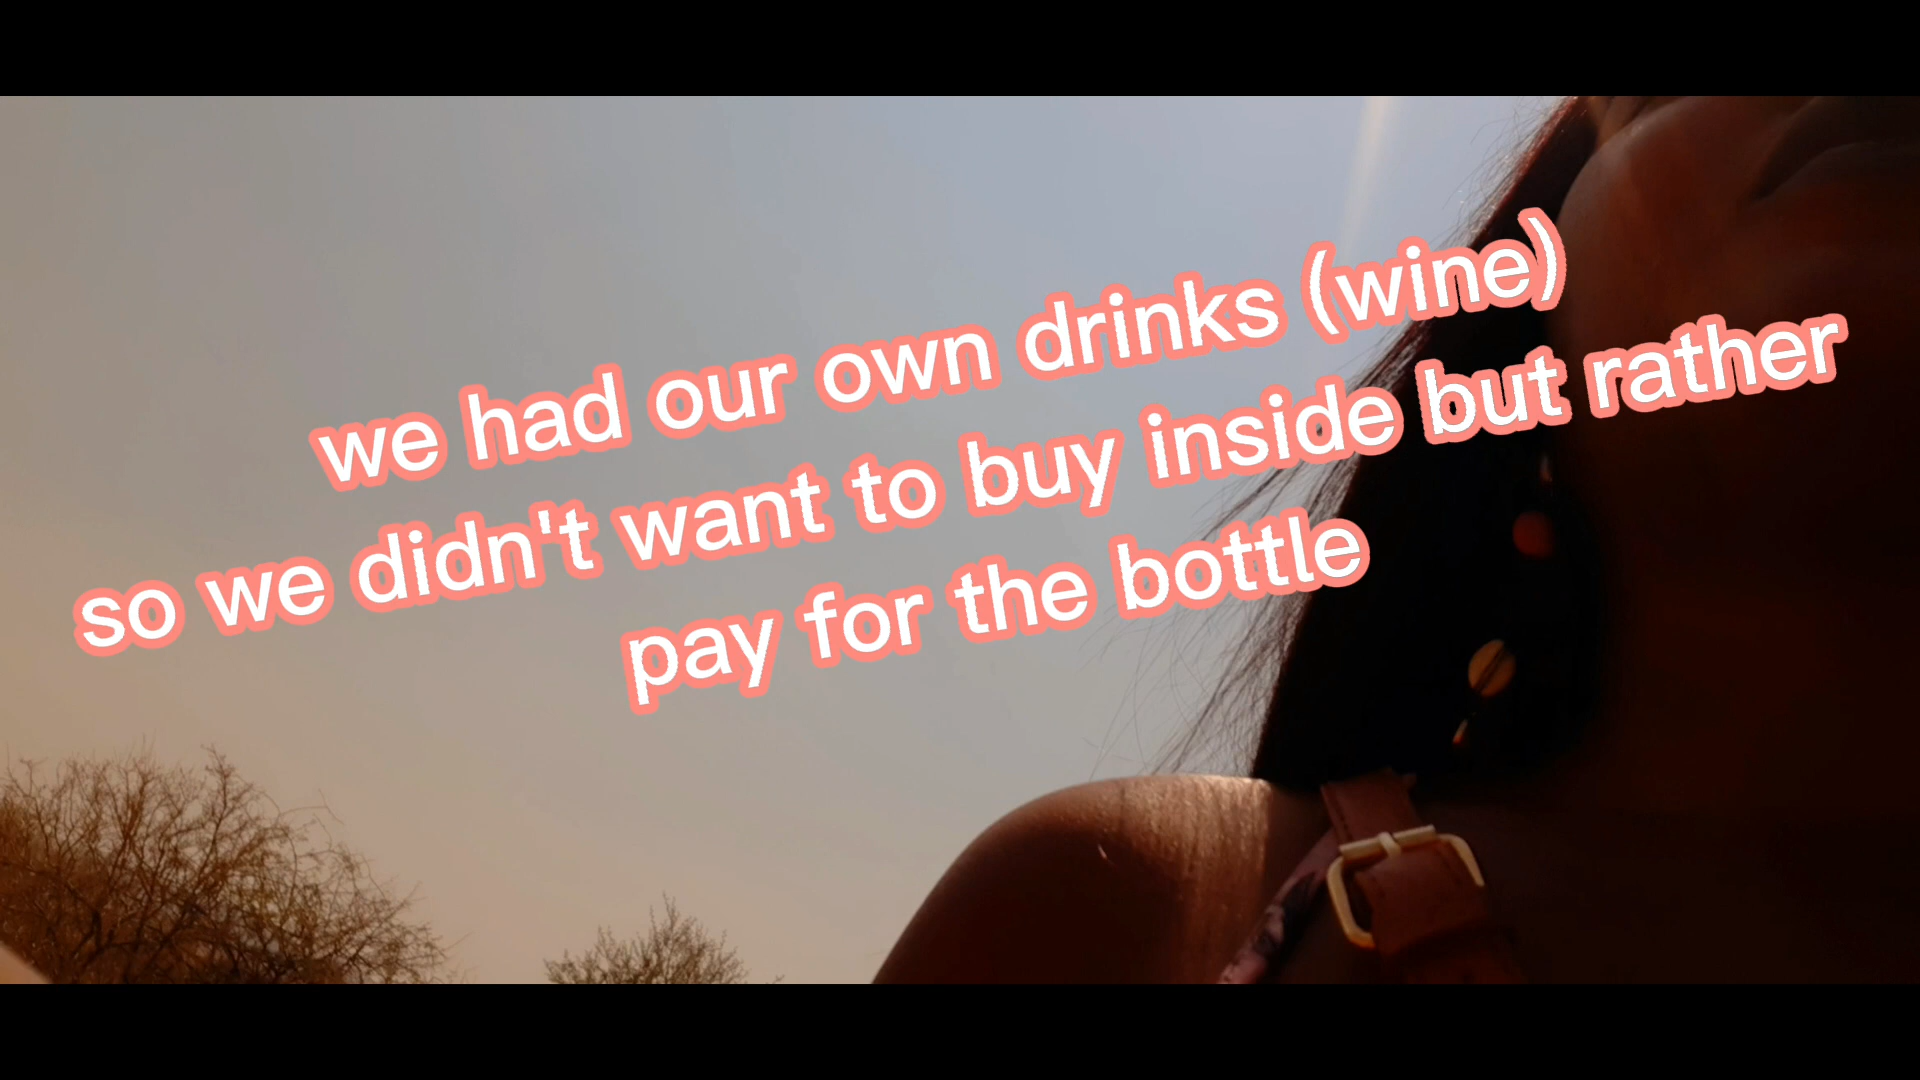 we had our own drinks (wine)
so we didn't want to buy inside but rather
pay for the bottle